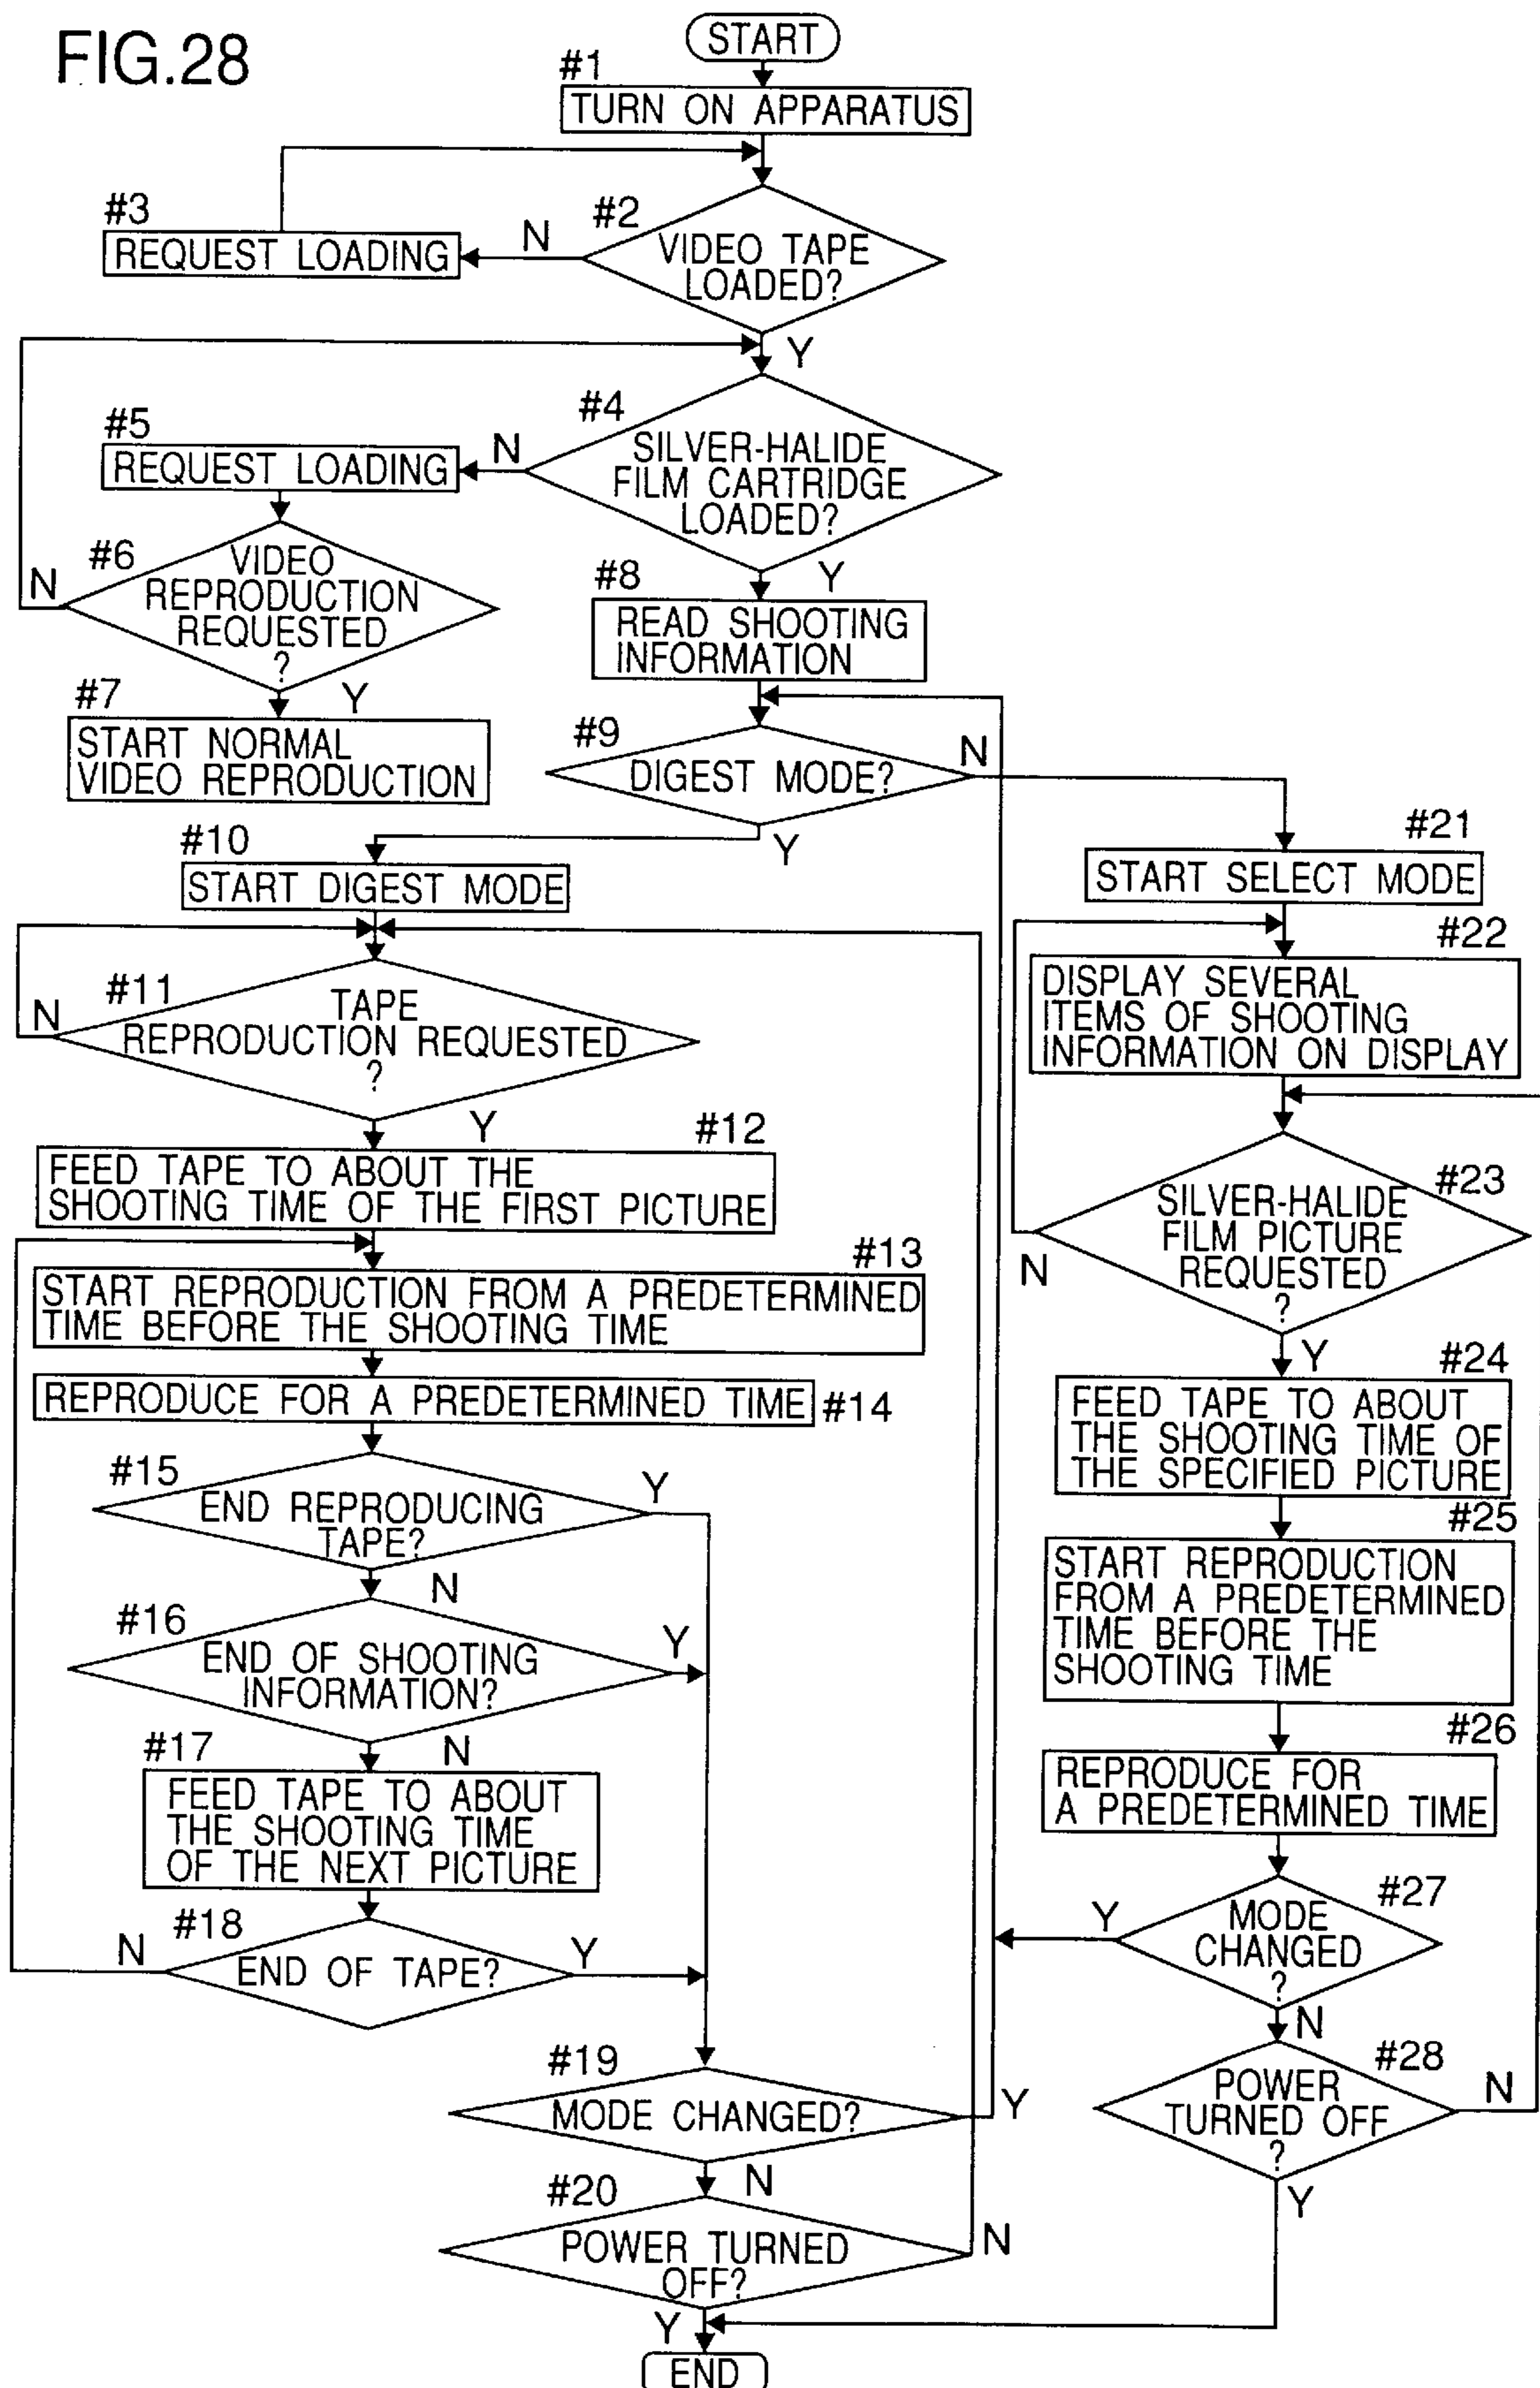 FIG.28
START
#1
TURN ON APPARATUS
#3
REQUEST LOADING
N
#2
VIDEO TAPE
LOADED?
Y
#4
SILVER-HALIDE
FILM CARTRIDGE
LOADED?
N
#5
REQUEST LOADING
#6
VIDEO
REPRODUCTION
REQUESTED
?
N
Y
#7
START NORMAL
VIDEO REPRODUCTION
Y
#8
READ SHOOTING
INFORMATION
#9
DIGEST MODE?
N
Y
#10
START DIGEST MODE
#11
TAPE
REPRODUCTION REQUESTED
?
N
Y
#12
FEED TAPE TO ABOUT THE
SHOOTING TIME OF THE FIRST PICTURE
#13
START REPRODUCTION FROM A PREDETERMINED
TIME BEFORE THE SHOOTING TIME
REPRODUCE FOR A PREDETERMINED TIME
#14
#15
END REPRODUCING
TAPE?
Y
N
#16
END OF SHOOTING
INFORMATION?
Y
N
#17
FEED TAPE TO ABOUT
THE SHOOTING TIME
OF THE NEXT PICTURE
#18
END OF TAPE?
N
Y
#19
MODE CHANGED?
Y
N
#20
POWER TURNED
OFF?
N
Y
END
#21
START SELECT MODE
#22
DISPLAY SEVERAL
ITEMS OF SHOOTING
INFORMATION ON DISPLAY
#23
SILVER-HALIDE
FILM PICTURE
REQUESTED
?
N
Y
#24
FEED TAPE TO ABOUT
THE SHOOTING TIME OF
THE SPECIFIED PICTURE
#25
START REPRODUCTION
FROM A PREDETERMINED
TIME BEFORE THE
SHOOTING TIME
#26
REPRODUCE FOR
A PREDETERMINED TIME
#27
MODE
CHANGED
?
Y
N
#28
POWER
TURNED OFF
?
N
Y